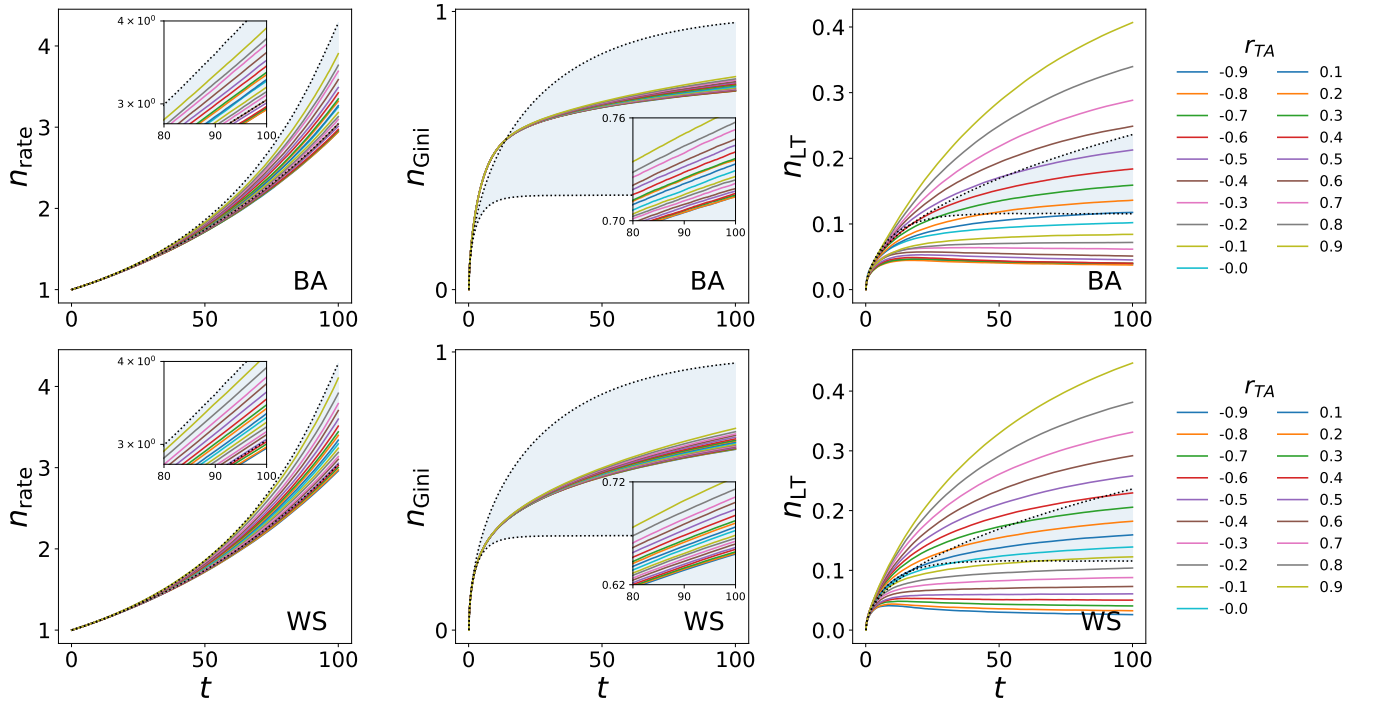 4 × 10⁰
3 × 10⁰
80 90 100
4
3
2
1
n_rate
BA
0 50 100
1
0
n_Gini
0.76
0.70
80 90 100
BA
0 50 100
0.4
0.3
0.2
0.1
0.0
n_LT
BA
0 50 100
r_TA
-0.9 0.1
-0.8 0.2
-0.7 0.3
-0.6 0.4
-0.5 0.5
-0.4 0.6
-0.3 0.7
-0.2 0.8
-0.1 0.9
-0.0
4 × 10⁰
3 × 10⁰
80 90 100
4
3
2
1
n_rate
WS
0 50 100
t
1
0
n_Gini
0.72
0.62
80 90 100
WS
0 50 100
t
0.4
0.3
0.2
0.1
0.0
n_LT
WS
0 50 100
t
r_TA
-0.9 0.1
-0.8 0.2
-0.7 0.3
-0.6 0.4
-0.5 0.5
-0.4 0.6
-0.3 0.7
-0.2 0.8
-0.1 0.9
-0.0